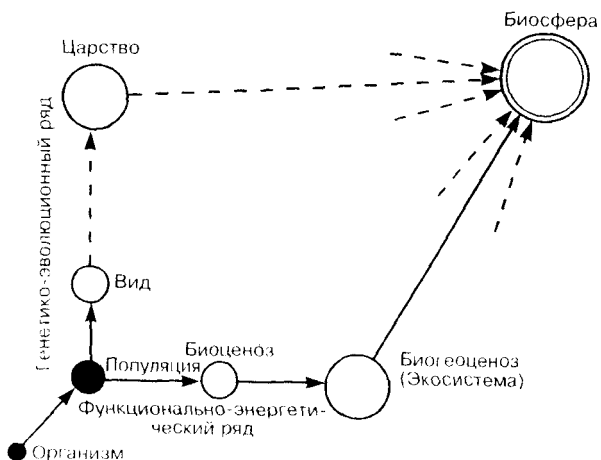 Биосфера
Царство
Генетико-эволюционный ряд
Вид
Популяция
Биоценоз
Биогеоценоз
(Экосистема)
Функционально-энергети-
ческий ряд
Организм